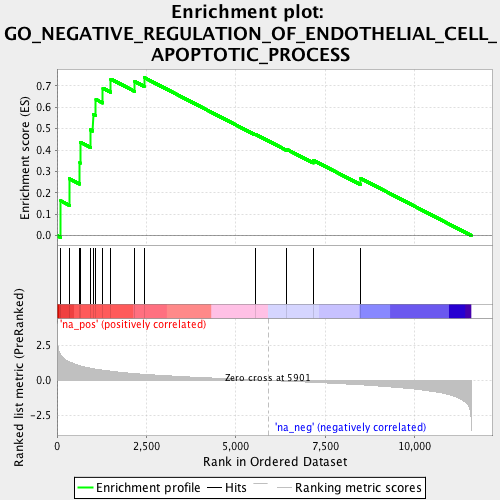 Enrichment plot:
GO_NEGATIVE_REGULATION_OF_ENDOTHELIAL_CELL_
APOPTOTIC_PROCESS
Enrichment score (ES)
0.7
0.6
0.5
0.4
0.3
0.2
0.1
0.0
'na_pos' (positively correlated)
Ranked list metric (PreRanked)
2.5
0.0
-2.5
Zero cross at 5901
'na_neg' (negatively correlated)
0
2,500
5,000
7,500
10,000
Rank in Ordered Dataset
Enrichment profile
Hits
Ranking metric scores